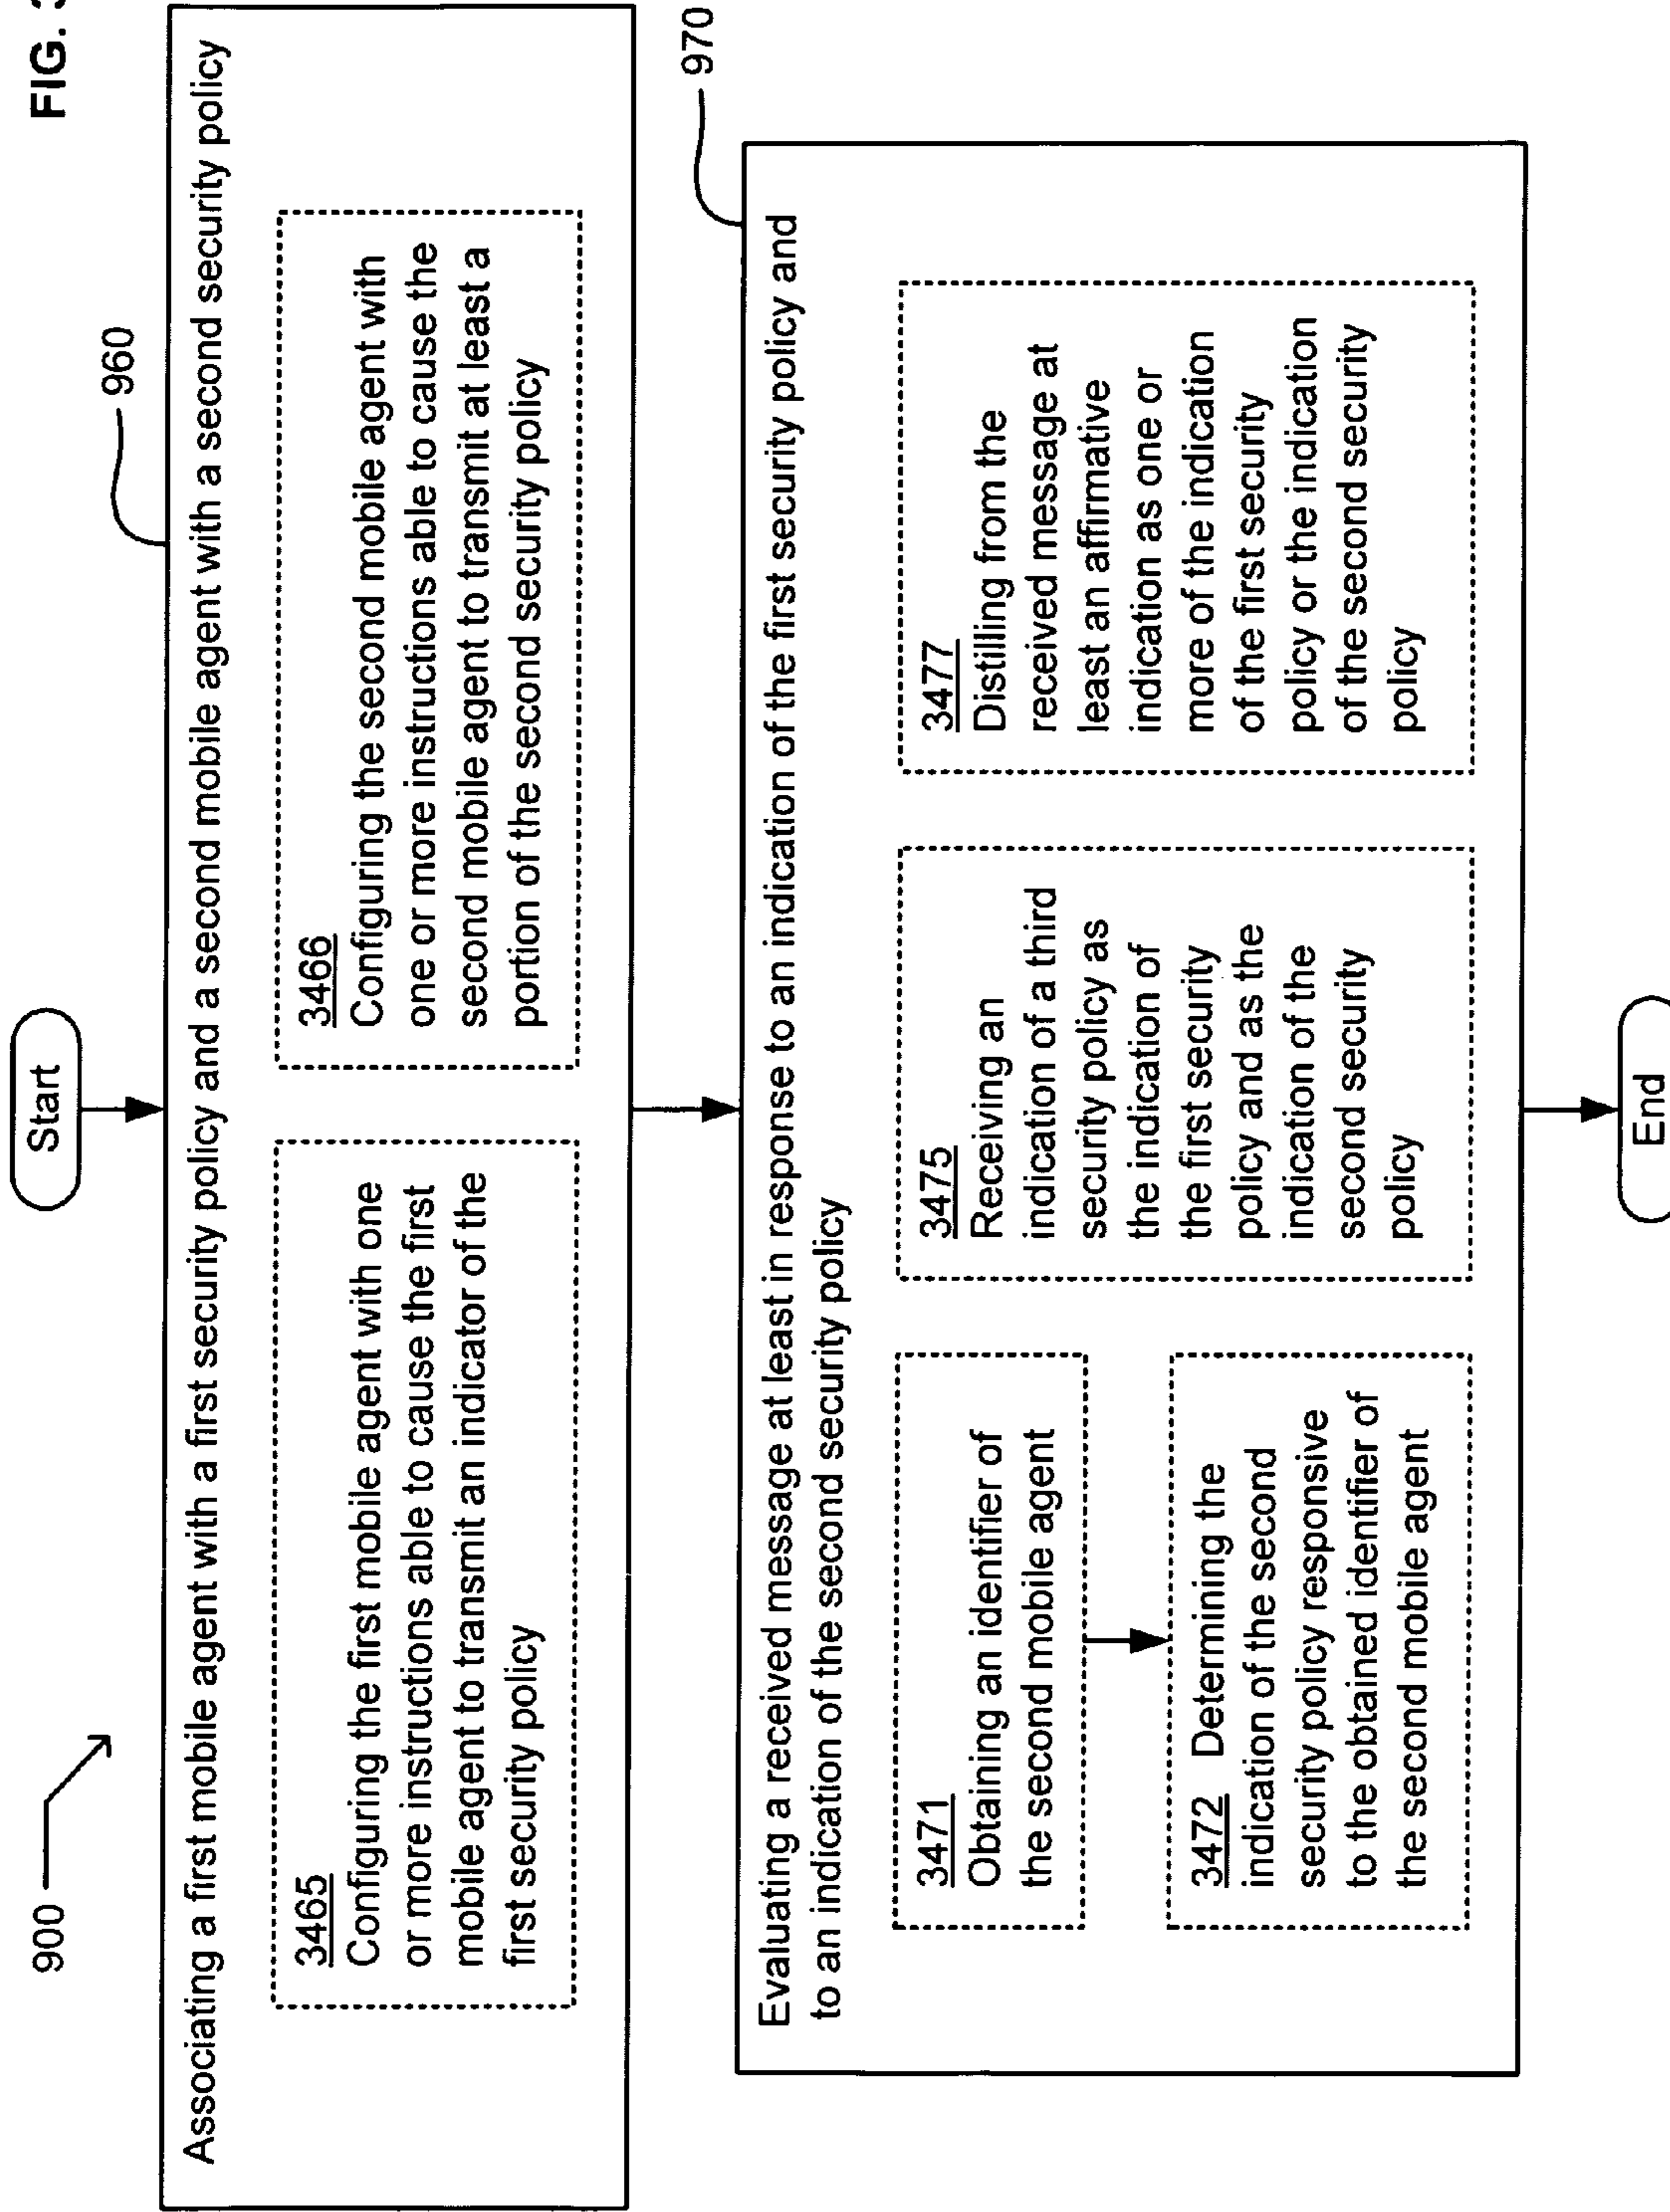 FIG. 3
900
Start
960
Associating a first mobile agent with a first security policy and a second mobile agent with a second security policy
3465
Configuring the first mobile agent with one
or more instructions able to cause the first
mobile agent to transmit an indicator of the
first security policy
3466
Configuring the second mobile agent with
one or more instructions able to cause the
second mobile agent to transmit at least a
portion of the second security policy
970
Evaluating a received message at least in response to an indication of the first security policy and
to an indication of the second security policy
3471
Obtaining an identifier of
the second mobile agent
3472 Determining the
indication of the second
security policy responsive
to the obtained identifier of
the second mobile agent
3475
Receiving an
indication of a third
security policy as
the indication of
the first security
policy and as the
indication of the
second security
policy
3477
Distilling from the
received message at
least an affirmative
indication as one or
more of the indication
of the first security
policy or the indication
of the second security
policy
End